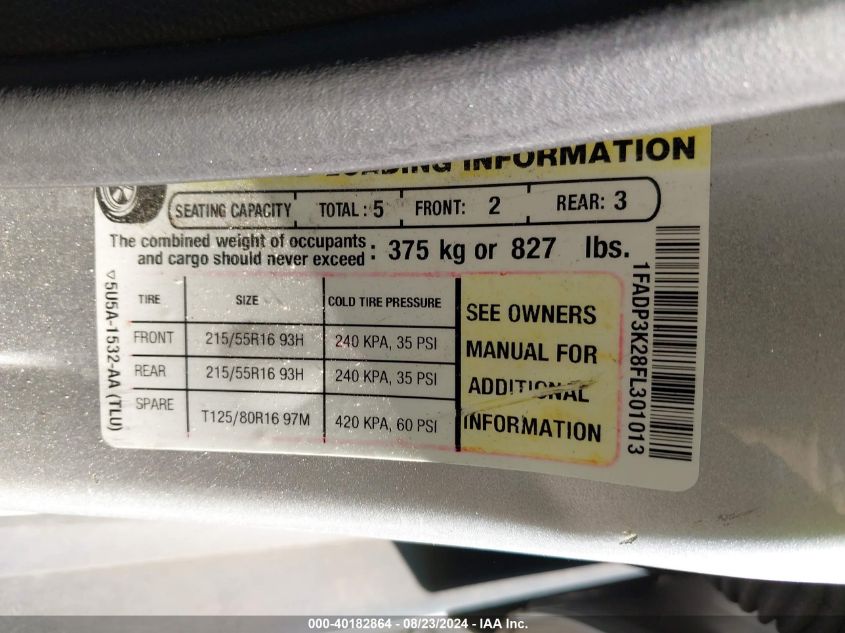 LOADING INFORMATION
SEATING CAPACITY TOTAL : 5 FRONT: 2 REAR: 3
The combined weight of occupants
and cargo should never exceed : 375 kg or 827 lbs.
TIRE SIZE COLD TIRE PRESSURE
FRONT 215/55R16 93H 240 KPA, 35 PSI
REAR 215/55R16 93H 240 KPA, 35 PSI
SPARE T125/80R16 97M 420 KPA, 60 PSI
SEE OWNERS
MANUAL FOR
ADDITIONAL
INFORMATION
5U5A-1532-AA (TLU)
1FADP3K28FL301013
000-40182864 - 08/23/2024 - IAA Inc.